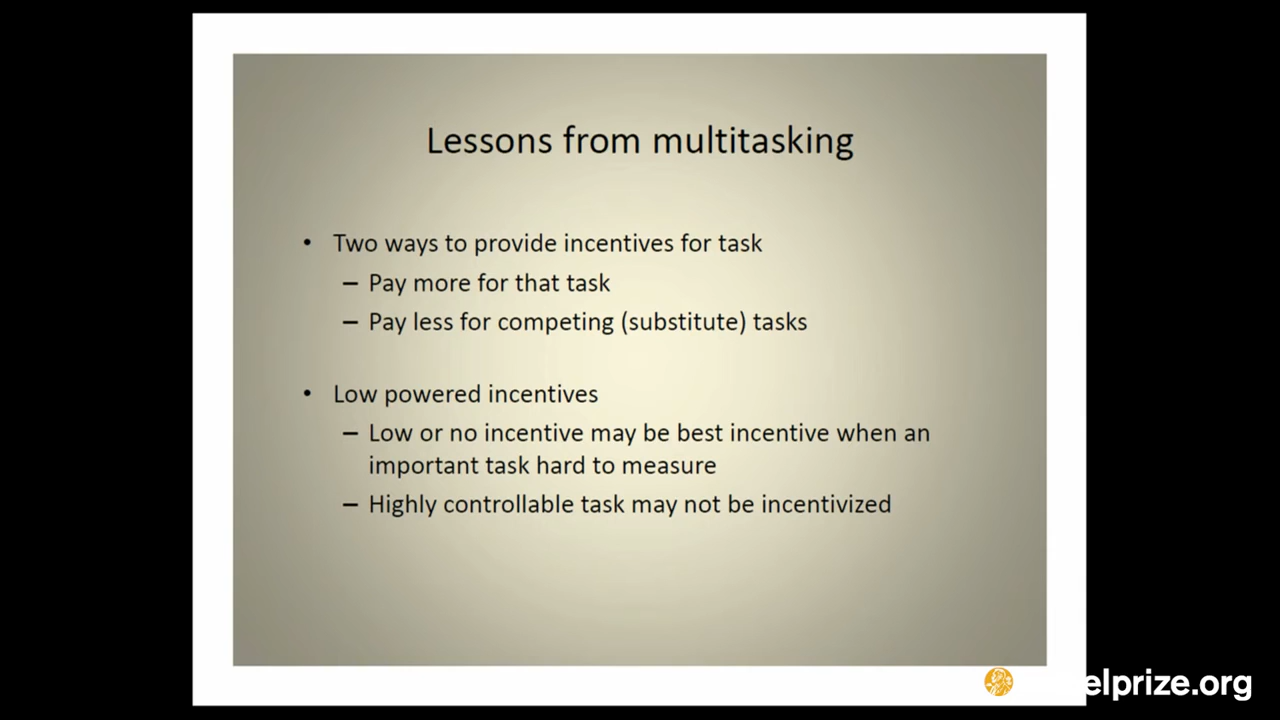 Lessons from multitasking
• Two ways to provide incentives for task
– Pay more for that task
– Pay less for competing (substitute) tasks
• Low powered incentives
– Low or no incentive may be best incentive when an
important task hard to measure
– Highly controllable task may not be incentivized
elprize.org